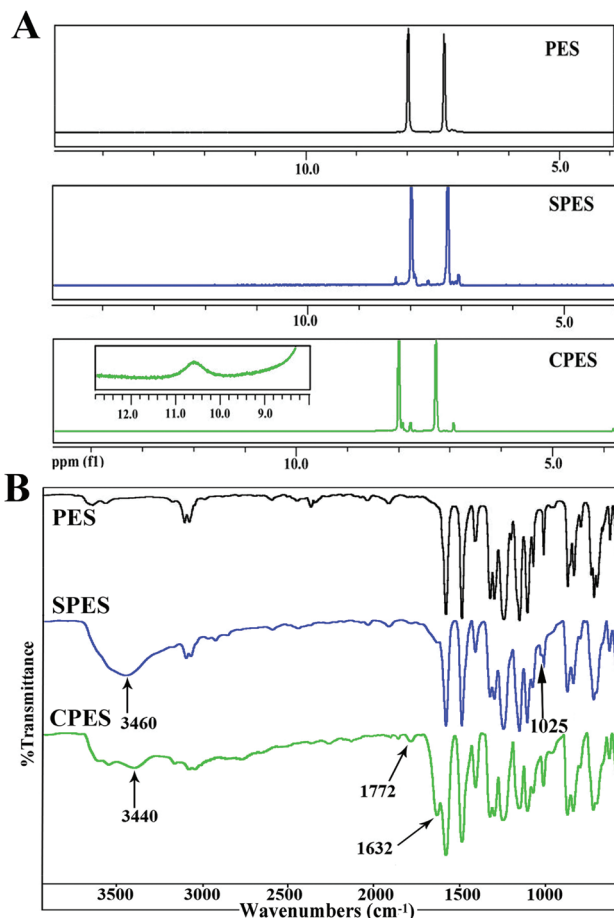 A
PES
10.0 5.0
SPES
10.0 5.0
CPES
12.0 11.0 10.0 9.0
ppm (f1) 10.0 5.0
B
PES
SPES
3460
1025
CPES
3440
1772
1632
%Transmittance
3500 3000 2500 2000 1500 1000
Wavenumbers (cm-1)